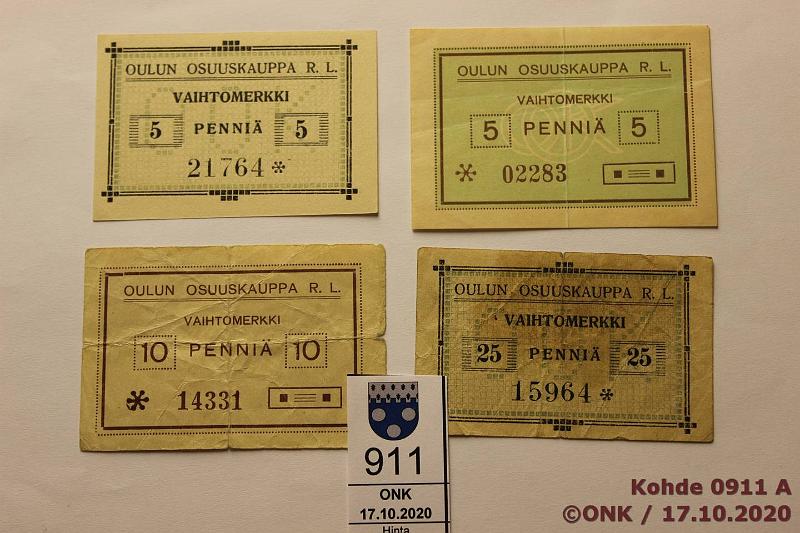 OULUN OSUUSKAUPPA R. L.
VAIHTOMERKKI
5 PENNIÄ 5
21764 *
OULUN OSUUSKAUPPA R. L.
VAIHTOMERKKI
5 PENNIÄ 5
* 02283
OULUN OSUUSKAUPPA R. L.
VAIHTOMERKKI
10 PENNIÄ 10
* 14331
OULUN OSUUSKAUPPA R. L.
VAIHTOMERKKI
25 PENNIÄ 25
15964 *
911
ONK
17.10.2020
Hinta
Kohde 0911 A
©ONK / 17.10.2020